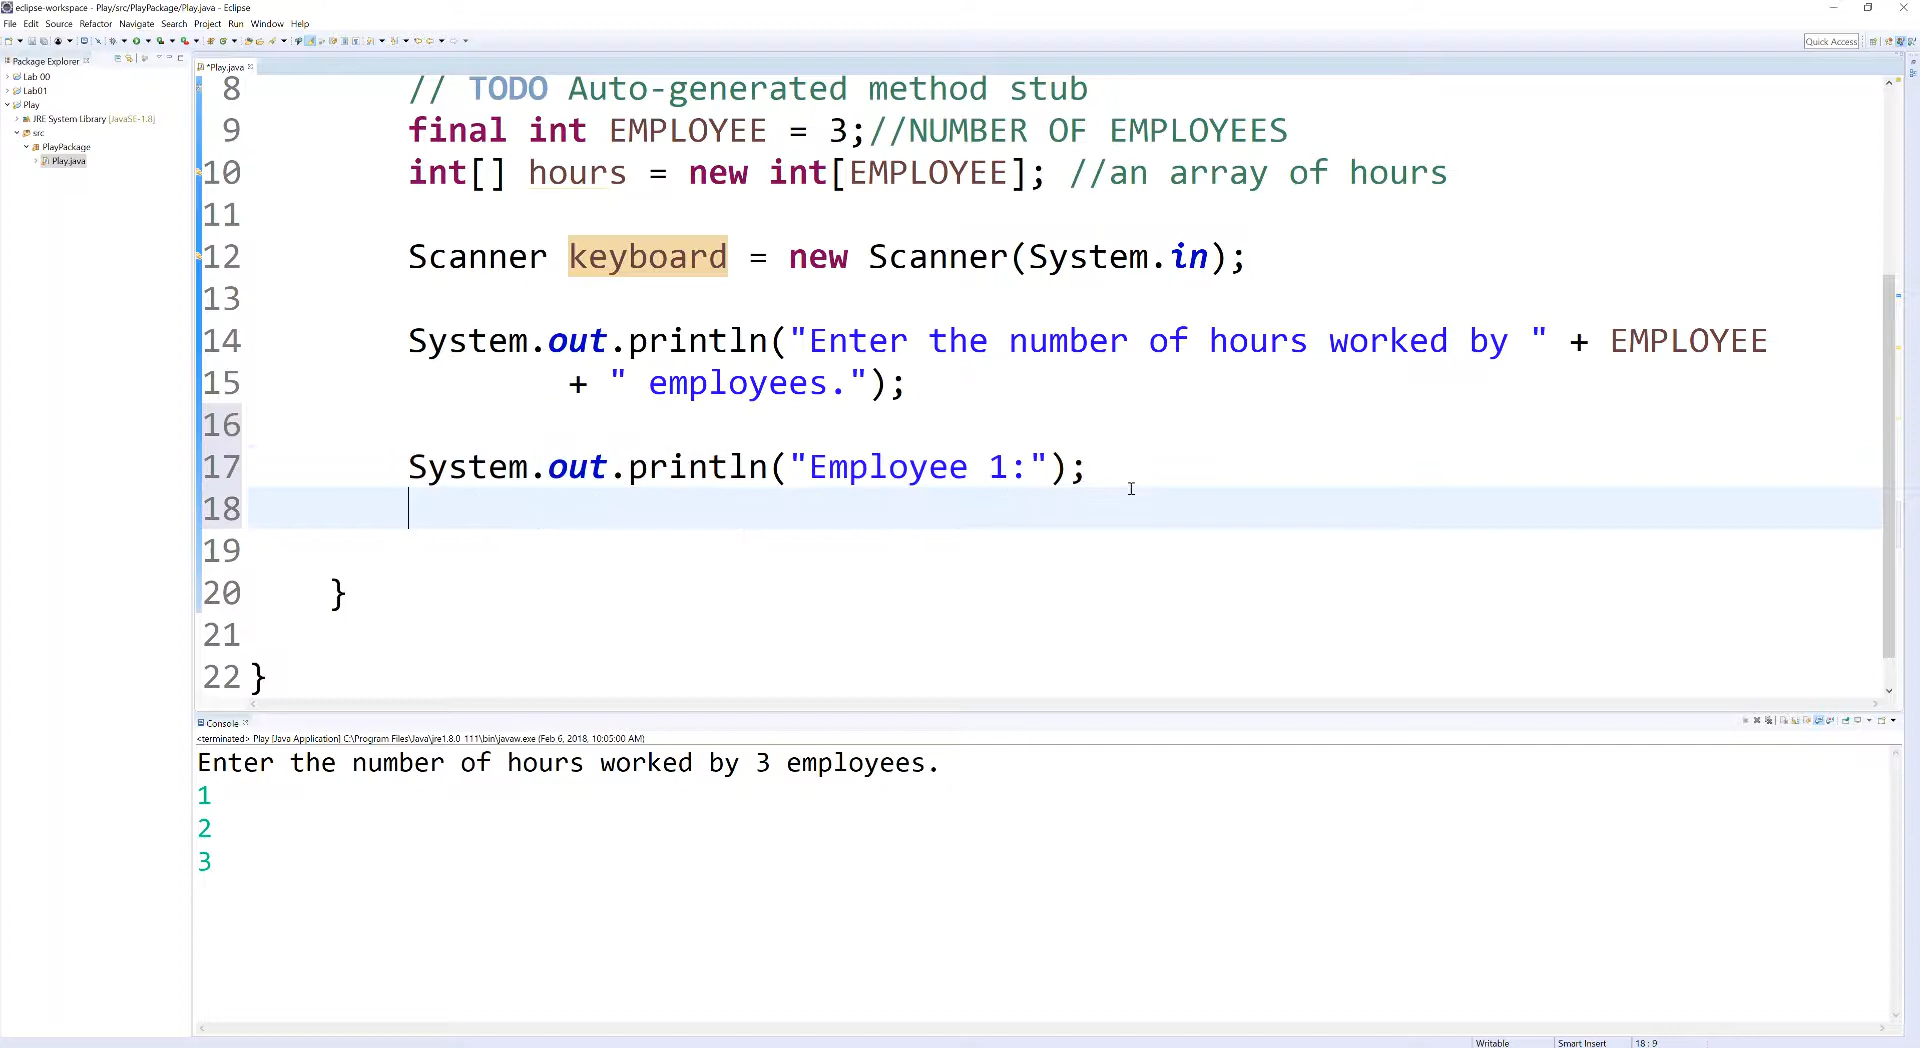 eclipse-workspace - Play/src/PlayPackage/Play.java - Eclipse
File Edit Source Refactor Navigate Search Project Run Window Help
Quick Access
Package Explorer
Lab 00
Lab01
Play
JRE System Library [JavaSE-1.8]
src
PlayPackage
Play.java
*Play.java
8 // TODO Auto-generated method stub
9 final int EMPLOYEE = 3;//NUMBER OF EMPLOYEES
10 int[] hours = new int[EMPLOYEE]; //an array of hours
11
12 Scanner keyboard = new Scanner(System.in);
13
14 System.out.println("Enter the number of hours worked by " + EMPLOYEE
15 + " employees.");
16
17 System.out.println("Employee 1:");
18
19
20 }
21
22 }
Console
<terminated> Play [Java Application] C:\Program Files\Java\jre1.8.0_111\bin\javaw.exe (Feb 6, 2018, 10:05:00 AM)
Enter the number of hours worked by 3 employees.
1
2
3
Writable Smart Insert 18 : 9